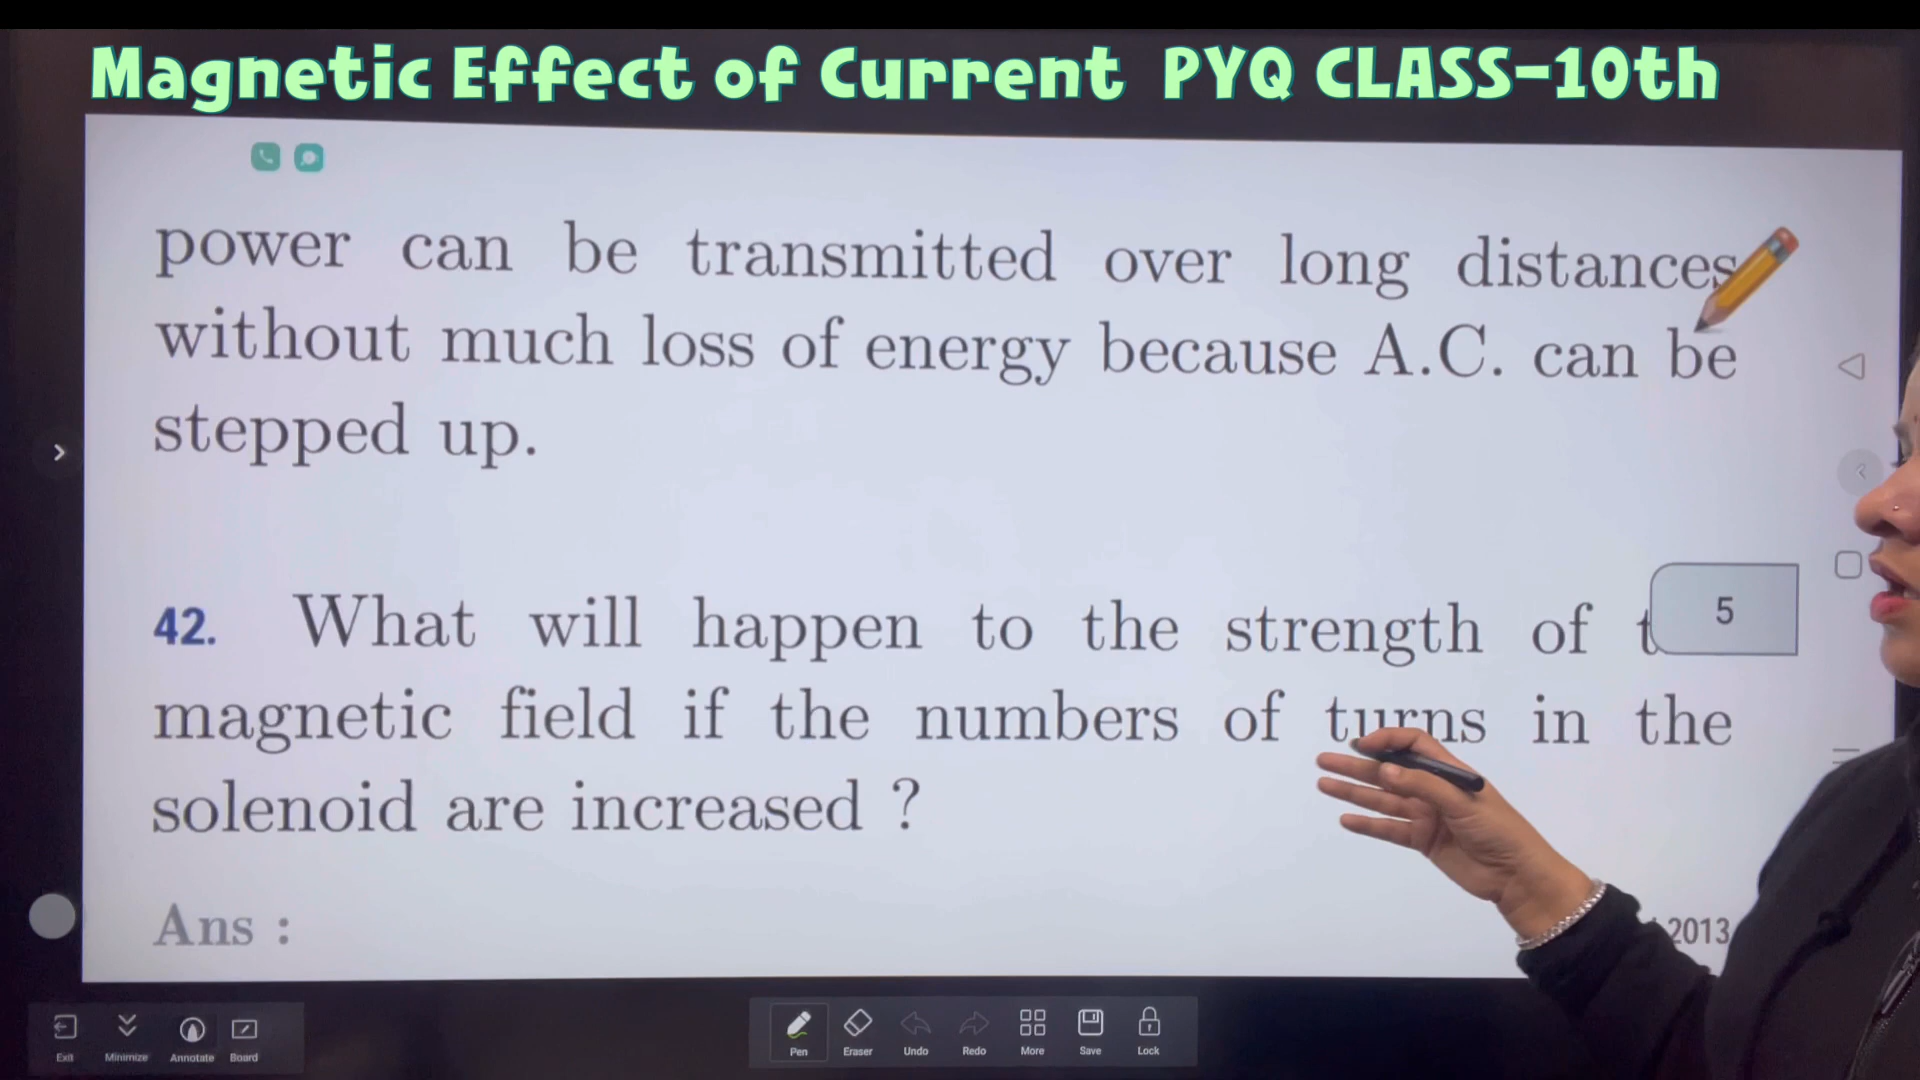 Magnetic Effect of Current PYQ CLASS-10th
power can be transmitted over long distances
without much loss of energy because A.C. can be
stepped up.
42. What will happen to the strength of
5
magnetic field if the numbers of turns in the
solenoid are increased ?
Ans :
2013
Exit Minimize Annotate Board
Pen Eraser Undo Redo More Save Lock